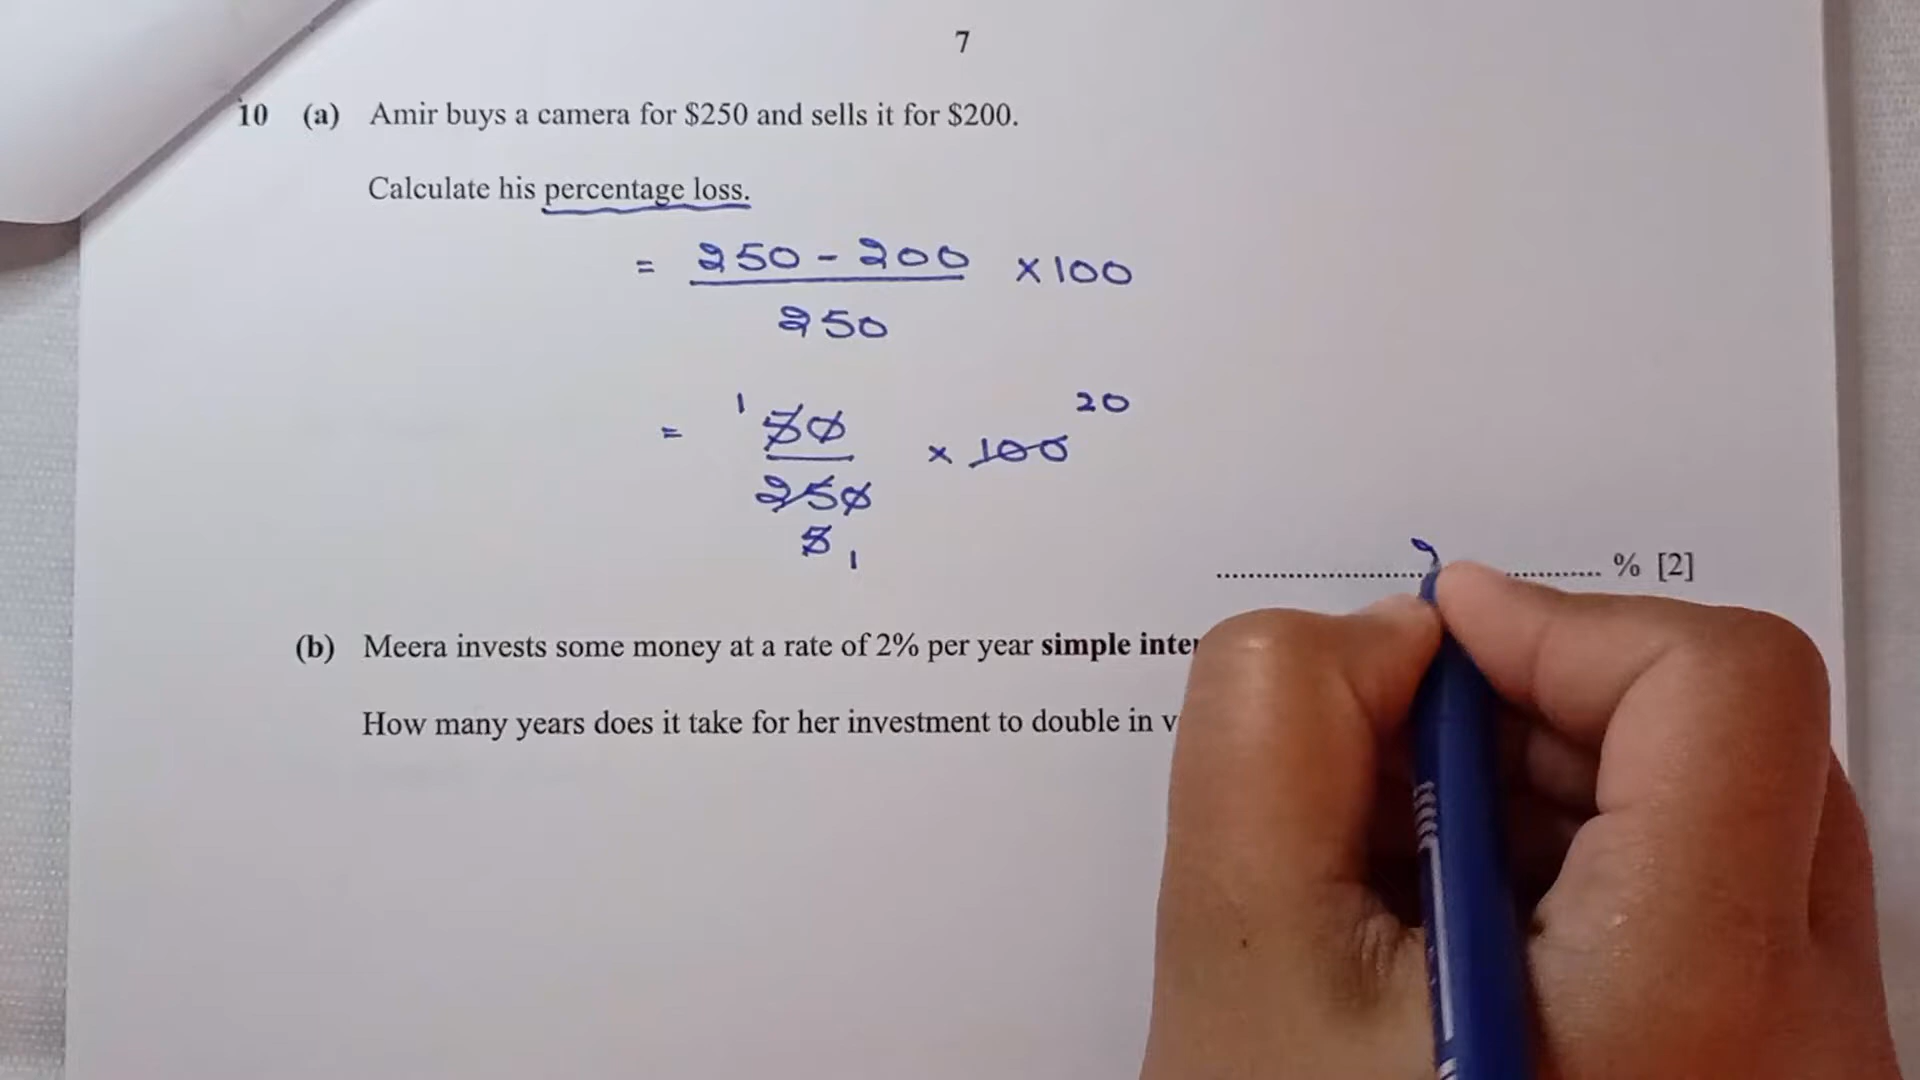 7
10 (a) Amir buys a camera for $250 and sells it for $200.
Calculate his percentage loss.
= 250 - 200 × 100
250
1 20
= 50 × 100
250
5 1
% [2]
(b) Meera invests some money at a rate of 2% per year simple
How many years does it take for her investment to double in